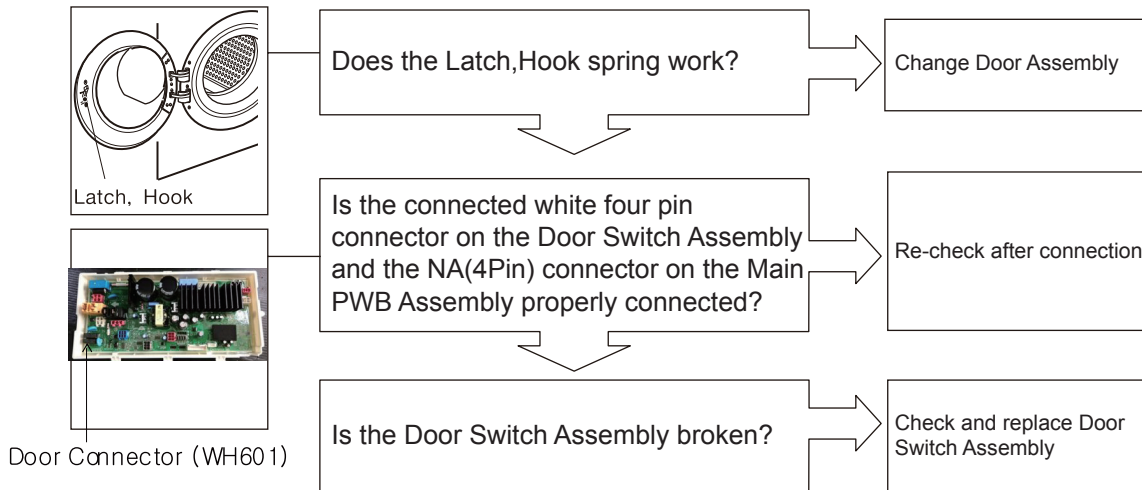 Does the Latch,Hook spring work?
Change Door Assembly
Latch, Hook
Is the connected white four pin
connector on the Door Switch Assembly
and the NA(4Pin) connector on the Main
PWB Assembly properly connected?
Re-check after connection
Door Connector (WH601)
Is the Door Switch Assembly broken?
Check and replace Door
Switch Assembly